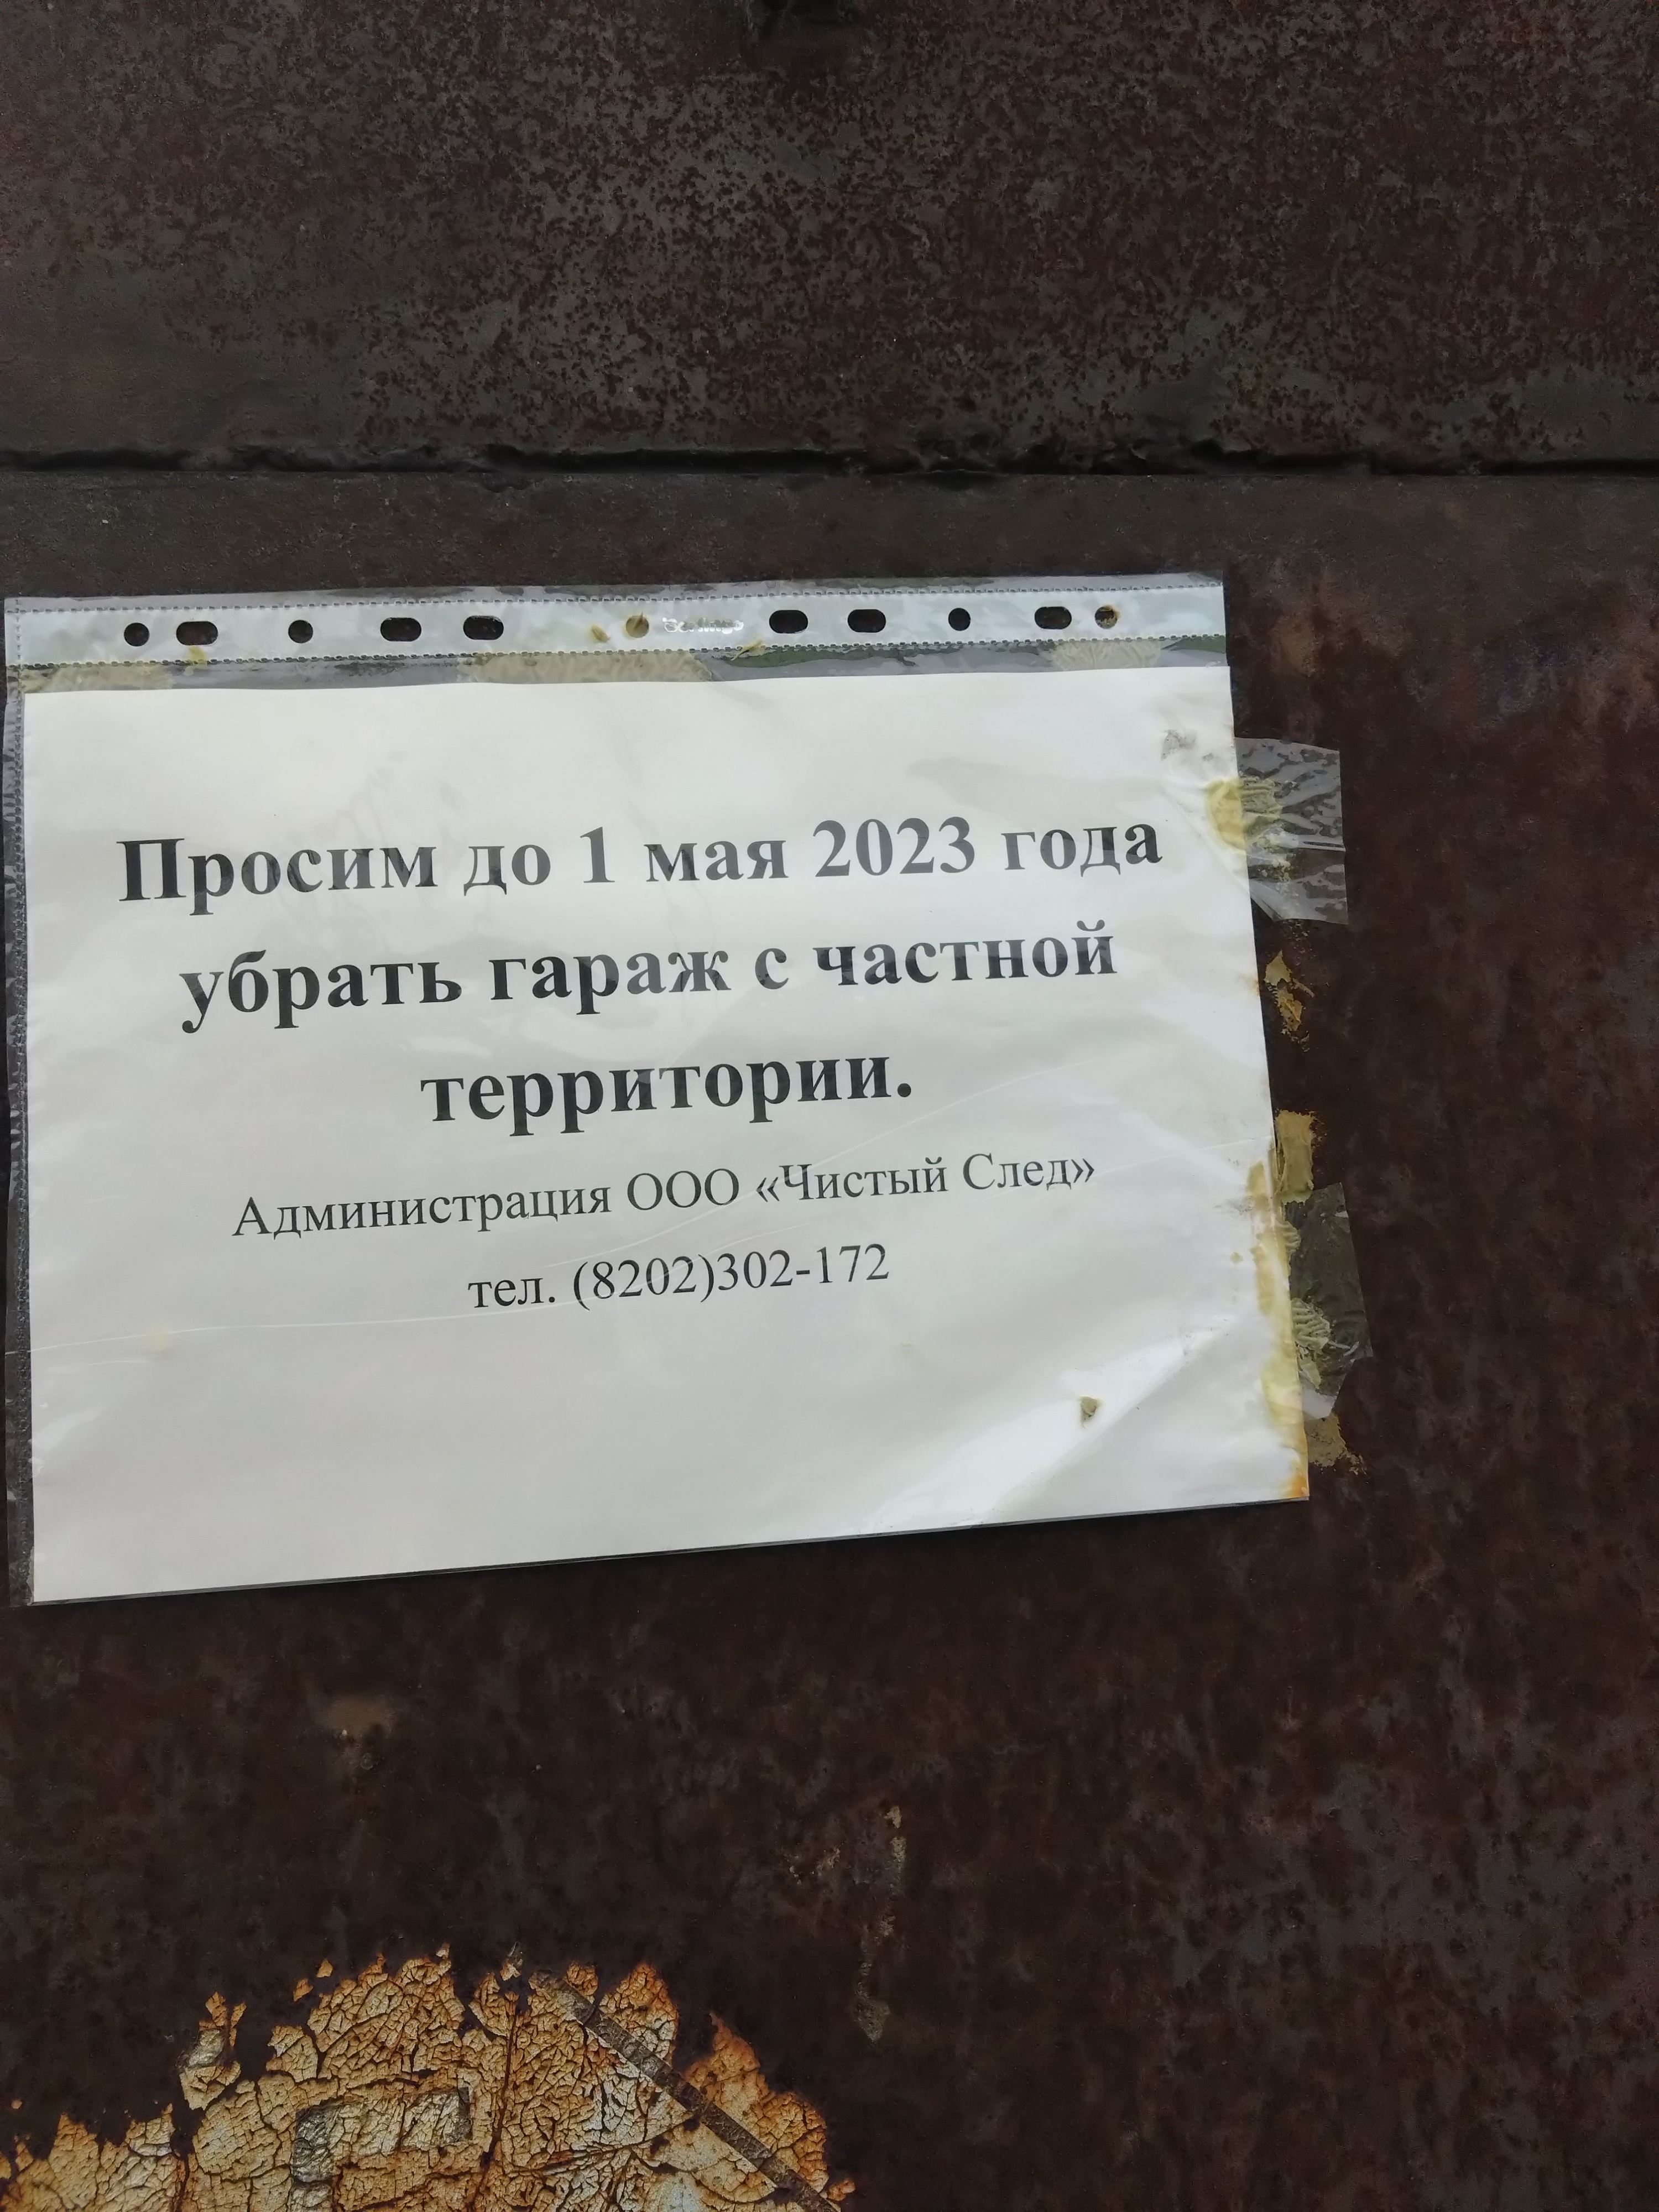 Просим до 1 мая 2023 года
убрать гараж с частной
территории.
Администрация ООО «Чистый След»
тел. (8202)302-172